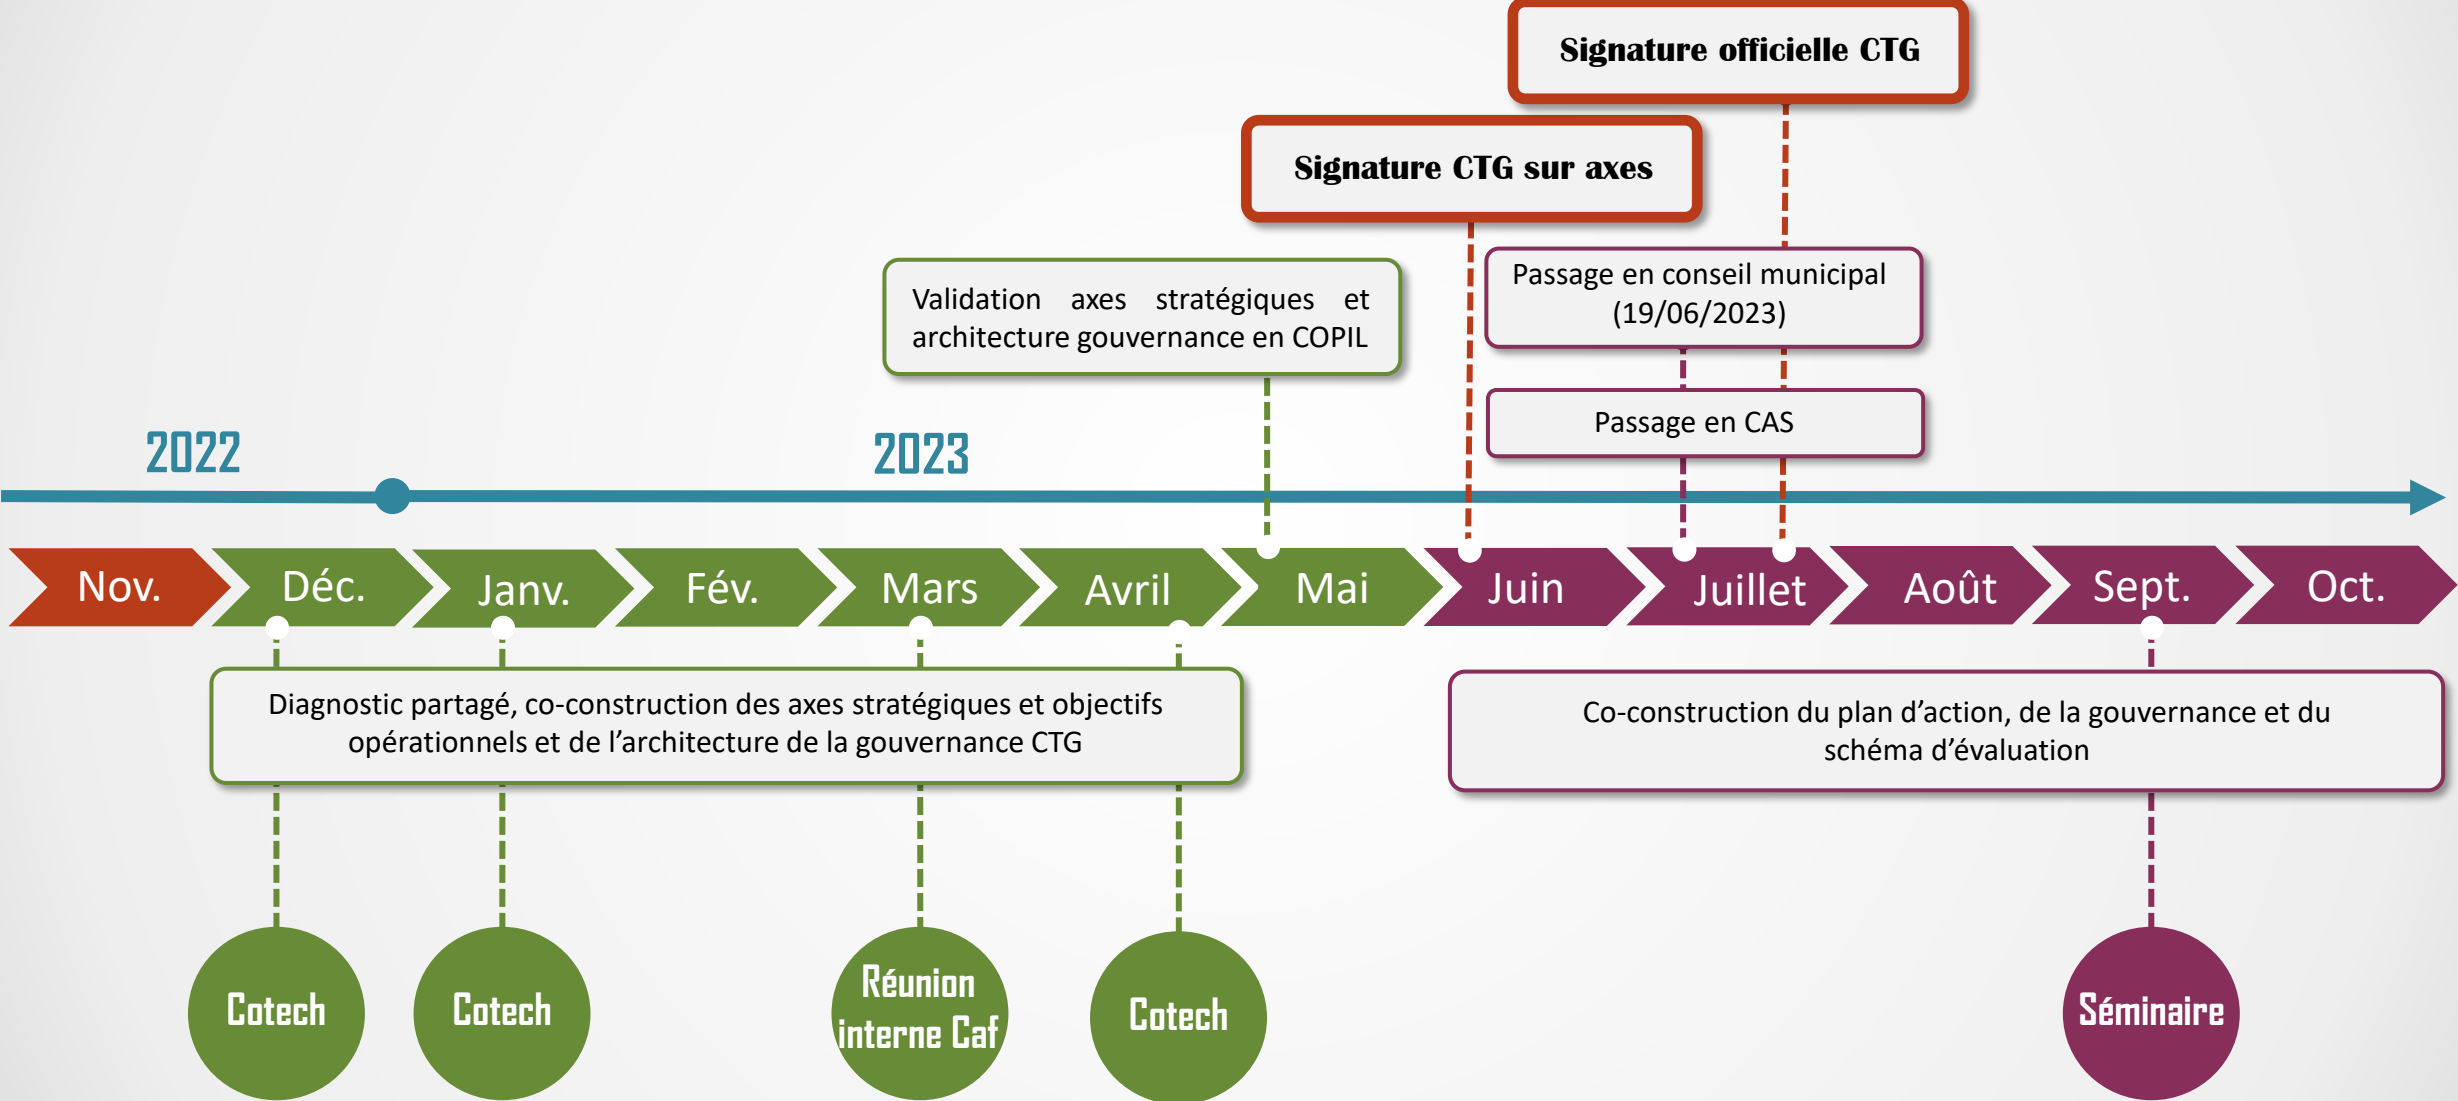 Signature officielle CTG
Signature CTG sur axes
Validation axes stratégiques et
architecture gouvernance en COPIL
Passage en conseil municipal
(19/06/2023)
Passage en CAS
2022
2023
Nov.
Déc.
Janv.
Fév.
Mars
Avril
Mai
Juin
Juillet
Août
Sept.
Oct.
Diagnostic partagé, co-construction des axes stratégiques et objectifs
opérationnels et de l’architecture de la gouvernance CTG
Co-construction du plan d’action, de la gouvernance et du
schéma d’évaluation
Cotech
Cotech
Réunion
interne Caf
Cotech
Séminaire